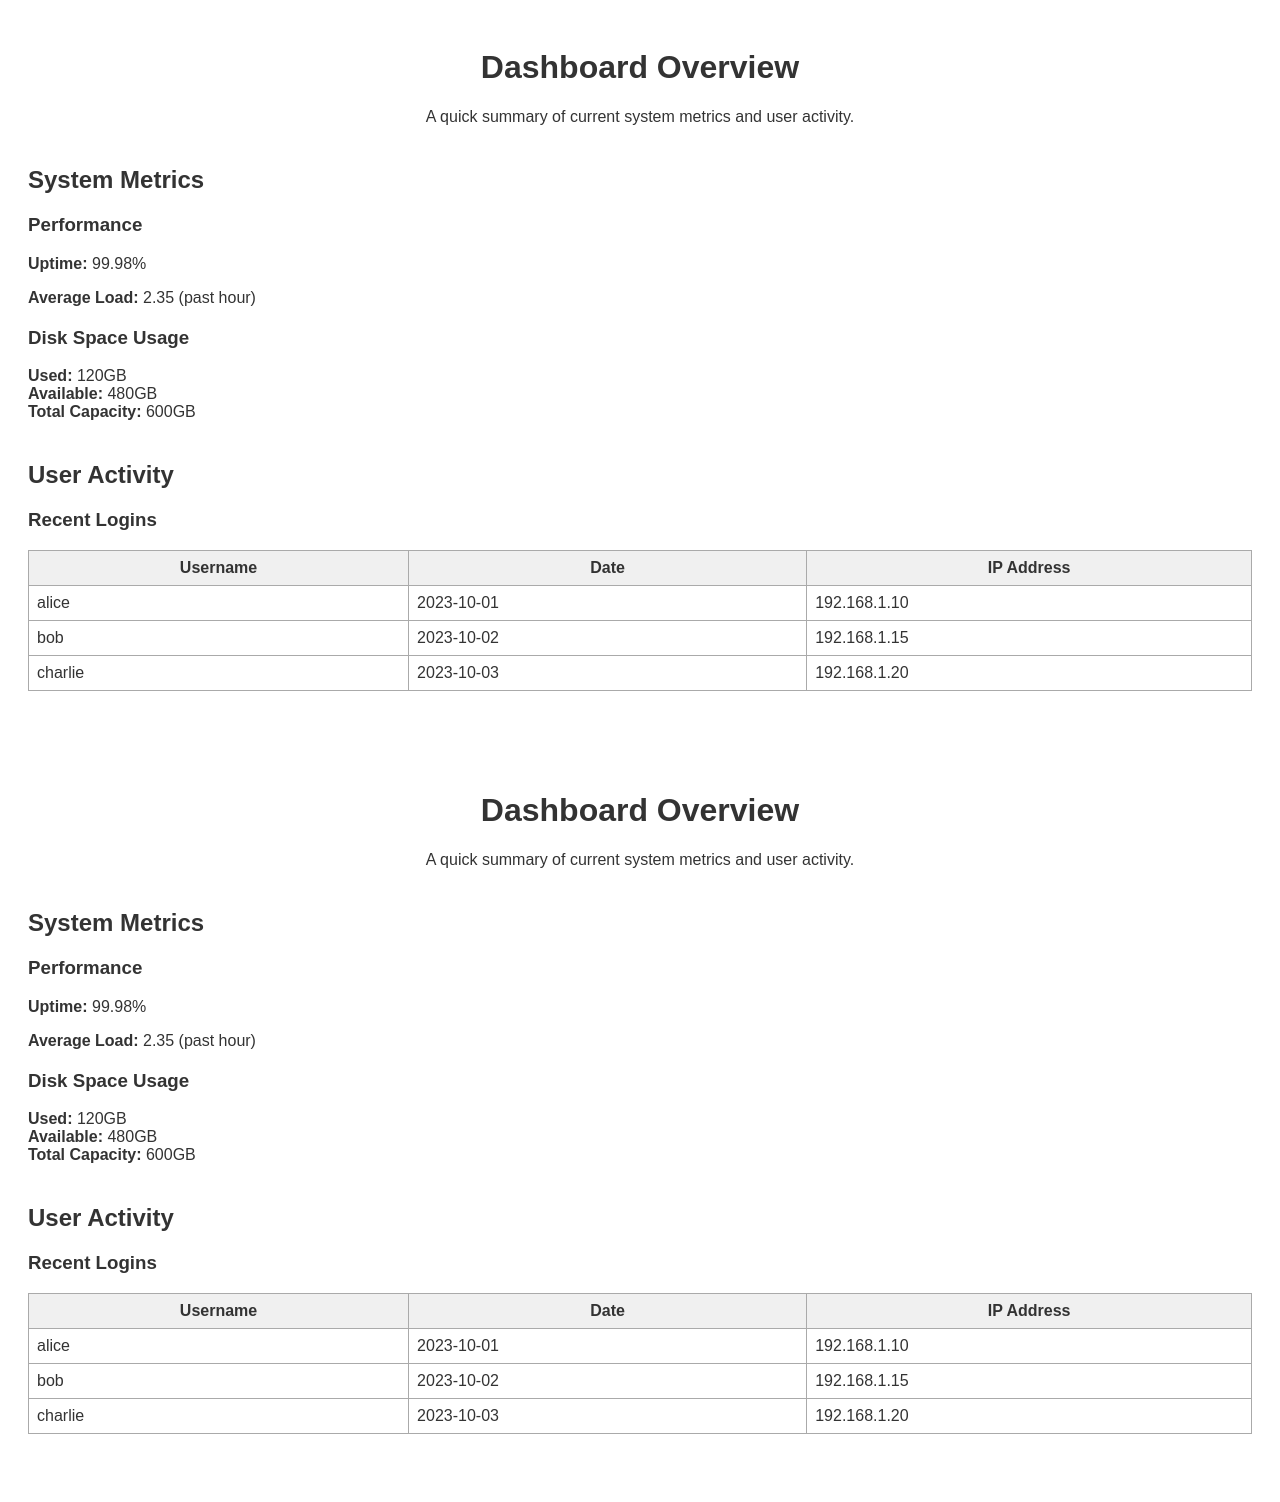 Dashboard Overview
A quick summary of current system metrics and user activity.
System Metrics
Performance
Uptime: 99.98%
Average Load: 2.35 (past hour)
Disk Space Usage
Used: 120GB
Available: 480GB
Total Capacity: 600GB
User Activity
Recent Logins
Username Date IP Address
alice 2023-10-01 192.168.1.10
bob 2023-10-02 192.168.1.15
charlie 2023-10-03 192.168.1.20
Dashboard Overview
A quick summary of current system metrics and user activity.
System Metrics
Performance
Uptime: 99.98%
Average Load: 2.35 (past hour)
Disk Space Usage
Used: 120GB
Available: 480GB
Total Capacity: 600GB
User Activity
Recent Logins
Username Date IP Address
alice 2023-10-01 192.168.1.10
bob 2023-10-02 192.168.1.15
charlie 2023-10-03 192.168.1.20